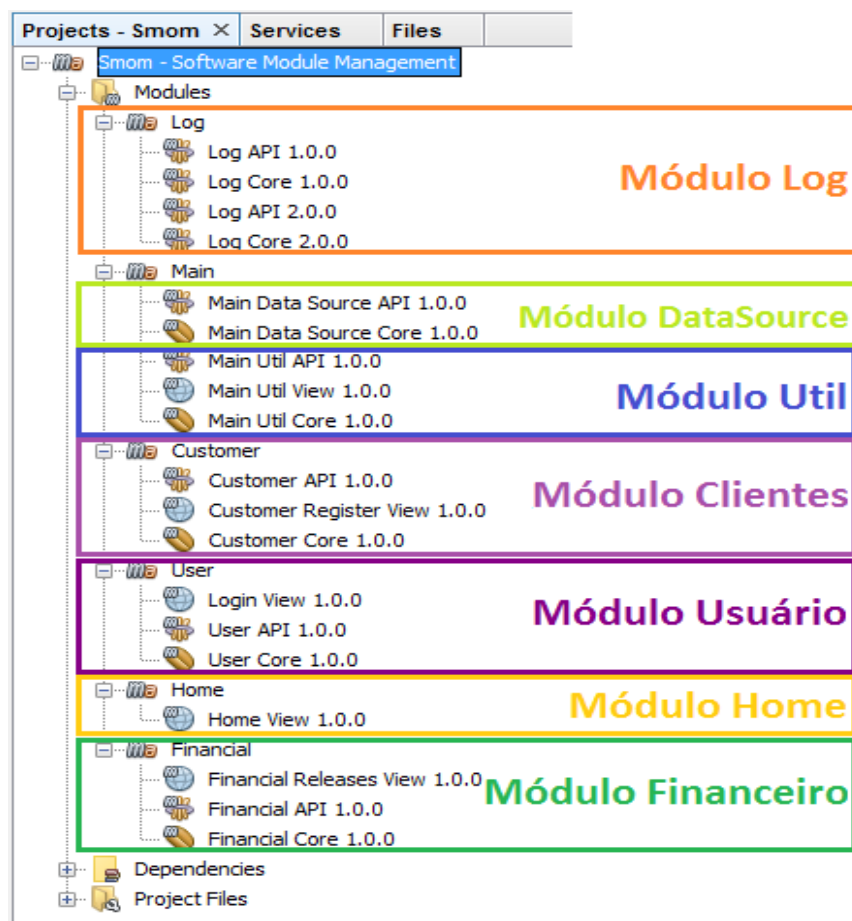 Projects - Smom × Services Files
Smom - Software Module Management
Modules
Log
Log API 1.0.0
Log Core 1.0.0
Log API 2.0.0
Log Core 2.0.0
Módulo Log
Main
Main Data Source API 1.0.0
Main Data Source Core 1.0.0
Módulo DataSource
Main Util API 1.0.0
Main Util View 1.0.0
Main Util Core 1.0.0
Módulo Util
Customer
Customer API 1.0.0
Customer Register View 1.0.0
Customer Core 1.0.0
Módulo Clientes
User
Login View 1.0.0
User API 1.0.0
User Core 1.0.0
Módulo Usuário
Home
Home View 1.0.0
Módulo Home
Financial
Financial Releases View 1.0.0
Financial API 1.0.0
Financial Core 1.0.0
Módulo Financeiro
Dependencies
Project Files